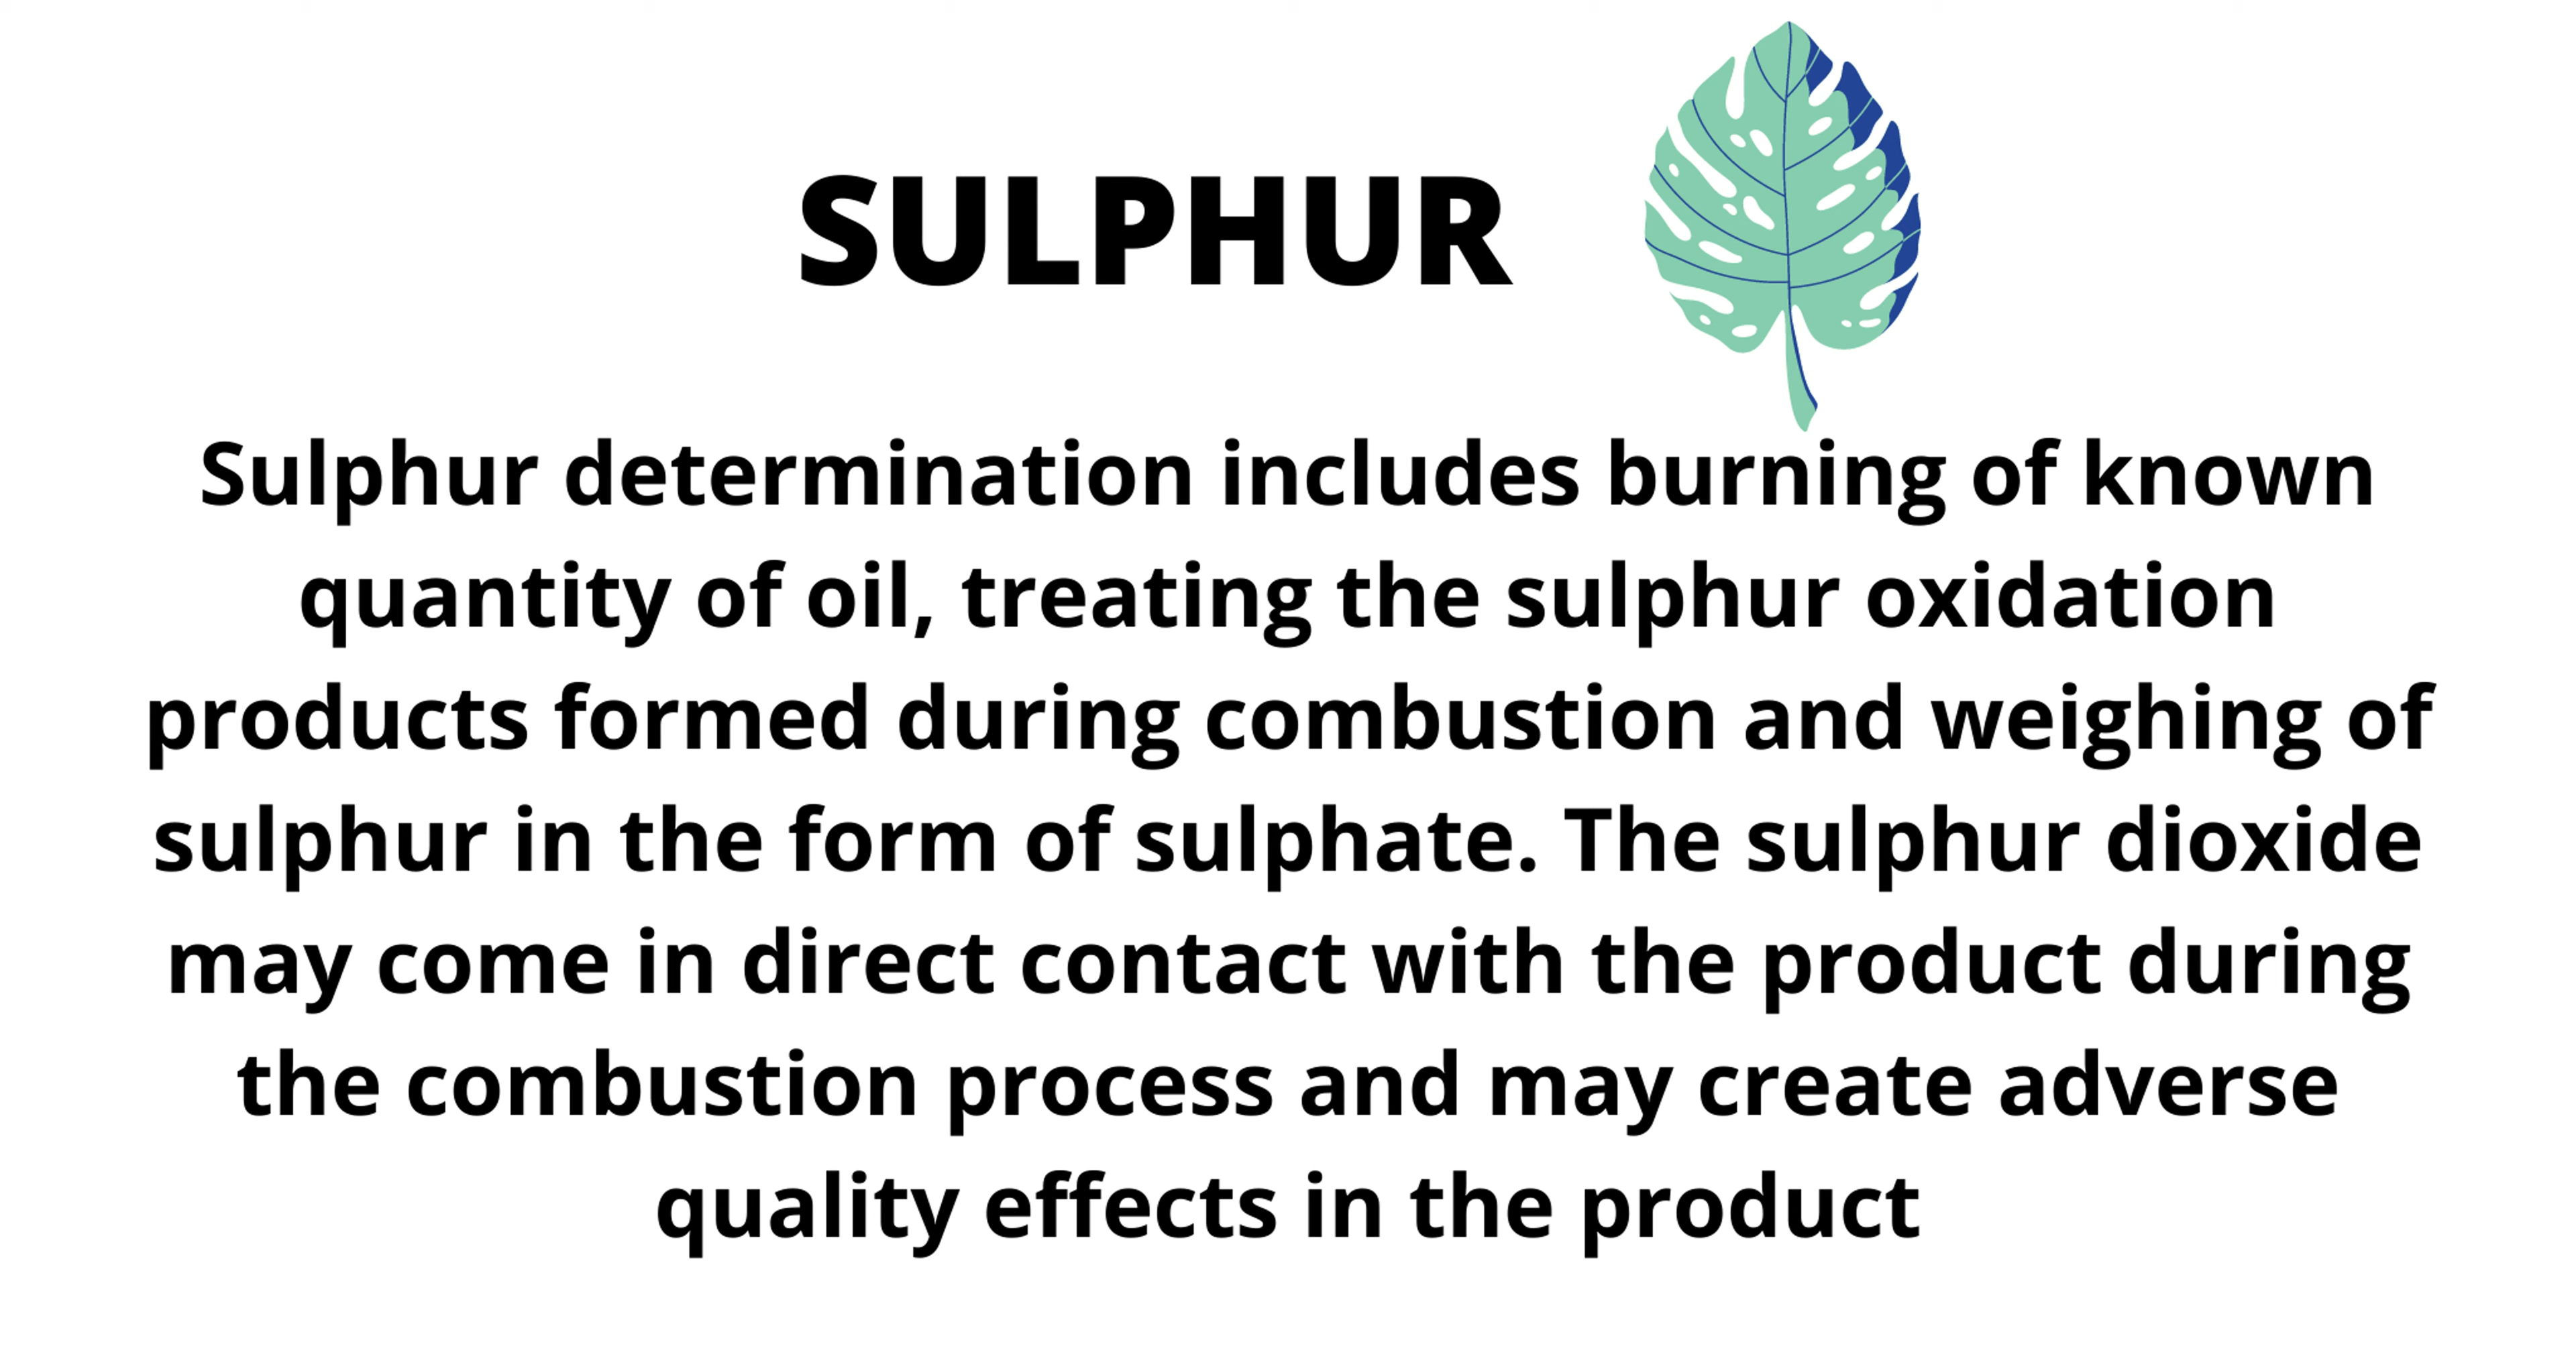 SULPHUR
Sulphur determination includes burning of known
quantity of oil, treating the sulphur oxidation
products formed during combustion and weighing of
sulphur in the form of sulphate. The sulphur dioxide
may come in direct contact with the product during
the combustion process and may create adverse
quality effects in the product